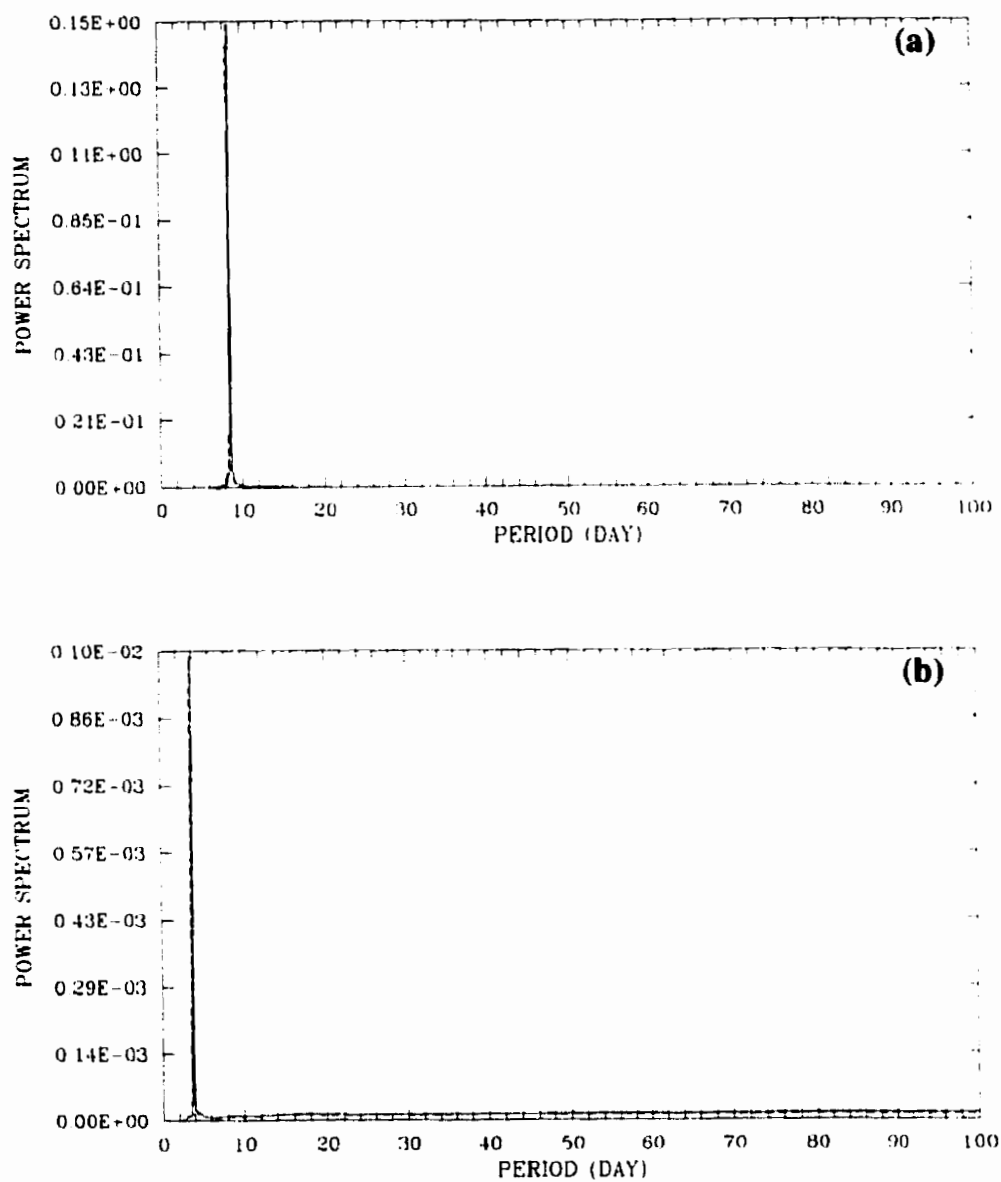 0.15E+00
(a)
0.13E+00
0.11E+00
0.85E-01
0.64E-01
0.43E-01
0.21E-01
0.00E+00
POWER SPECTRUM
0 10 20 30 40 50 60 70 80 90 100
PERIOD (DAY)
0.10E-02
(b)
0.86E-03
0.72E-03
0.57E-03
0.43E-03
0.29E-03
0.14E-03
0.00E+00
POWER SPECTRUM
0 10 20 30 40 50 60 70 80 90 100
PERIOD (DAY)